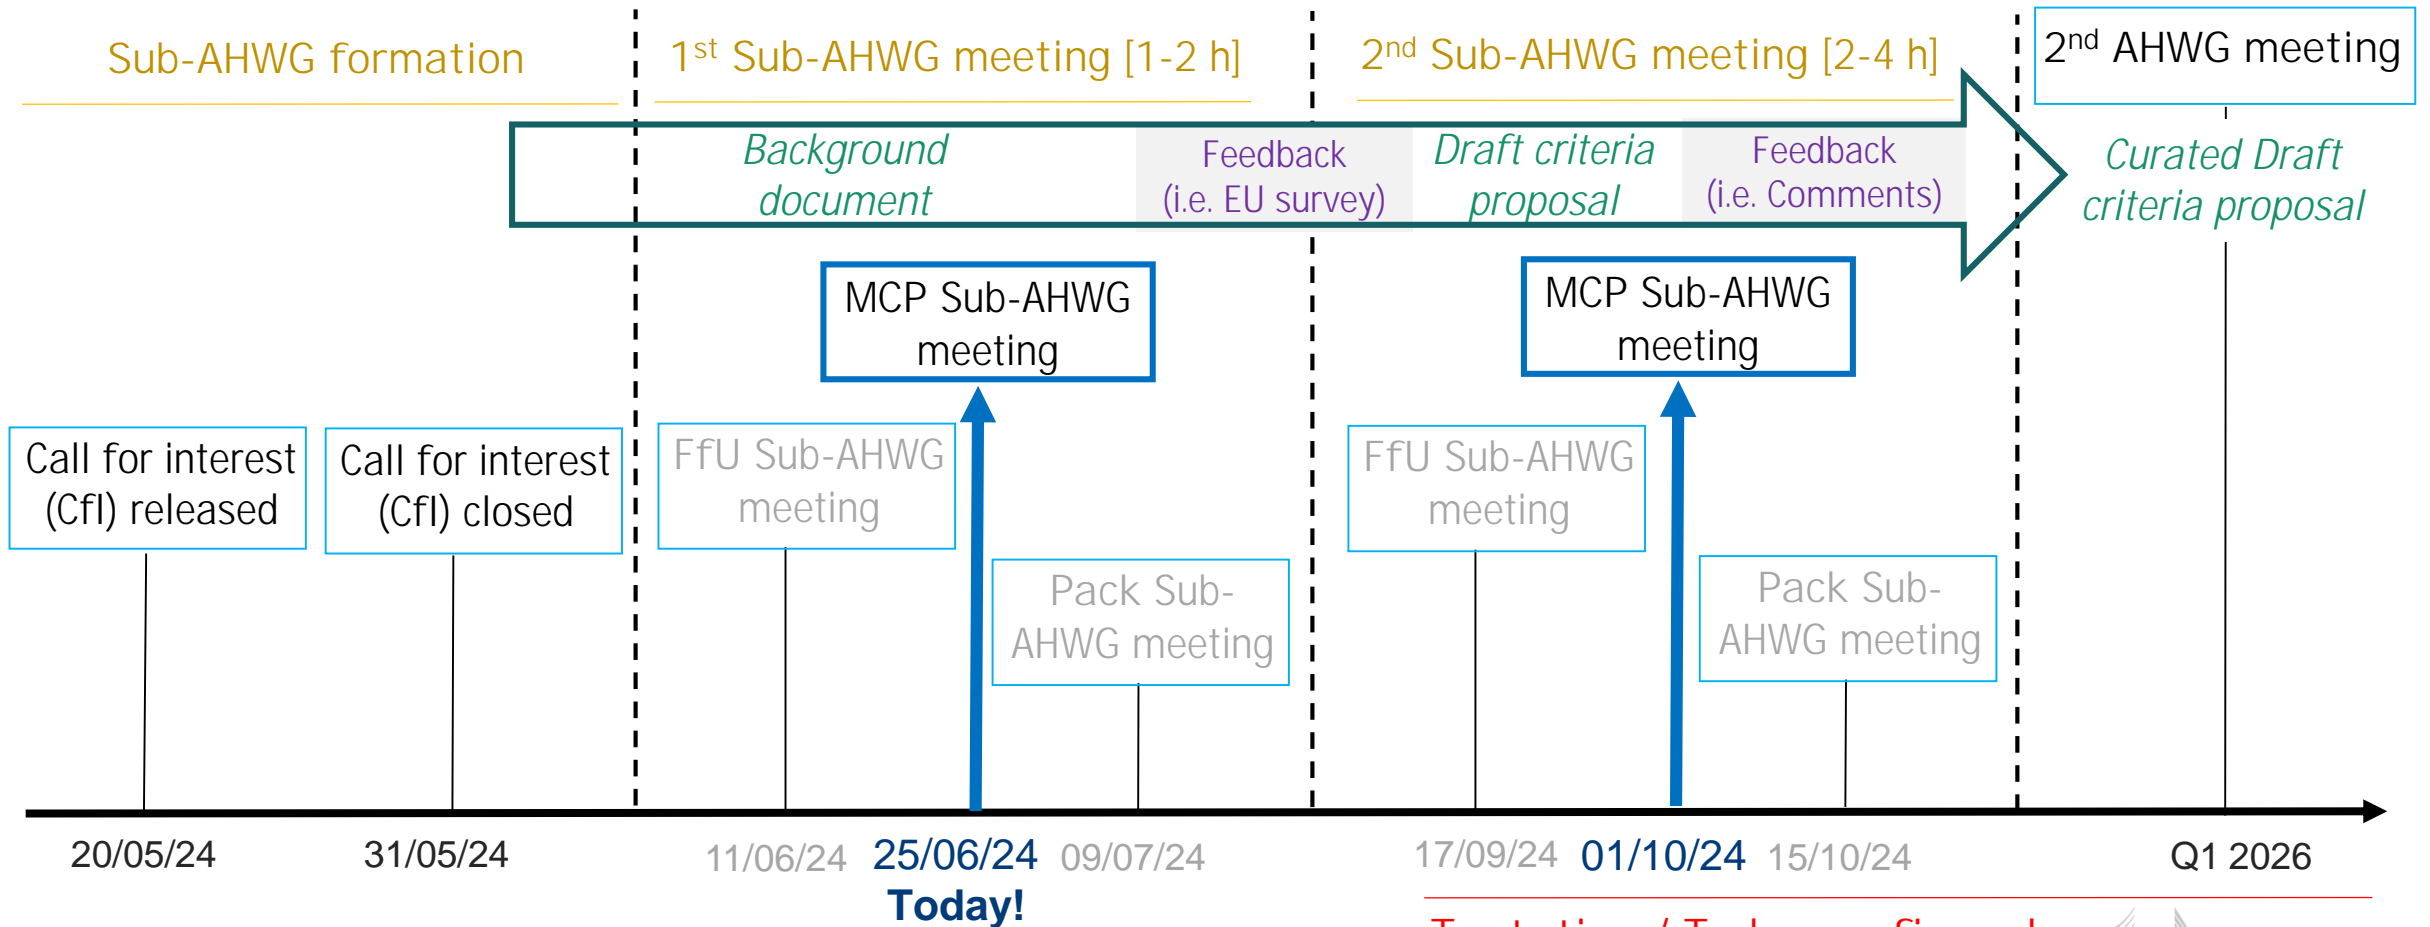 Sub-AHWG formation
1st Sub-AHWG meeting [1-2 h]
2nd Sub-AHWG meeting [2-4 h]
2nd AHWG meeting
Background
document
Feedback
(i.e. EU survey)
Draft criteria
proposal
Feedback
(i.e. Comments)
Curated Draft
criteria proposal
MCP Sub-AHWG
meeting
MCP Sub-AHWG
meeting
Call for interest
(CfI) released
Call for interest
(CfI) closed
FfU Sub-AHWG
meeting
Pack Sub-
AHWG meeting
FfU Sub-AHWG
meeting
Pack Sub-
AHWG meeting
20/05/24
31/05/24
11/06/24
25/06/24
Today!
09/07/24
17/09/24
01/10/24
15/10/24
Q1 2026